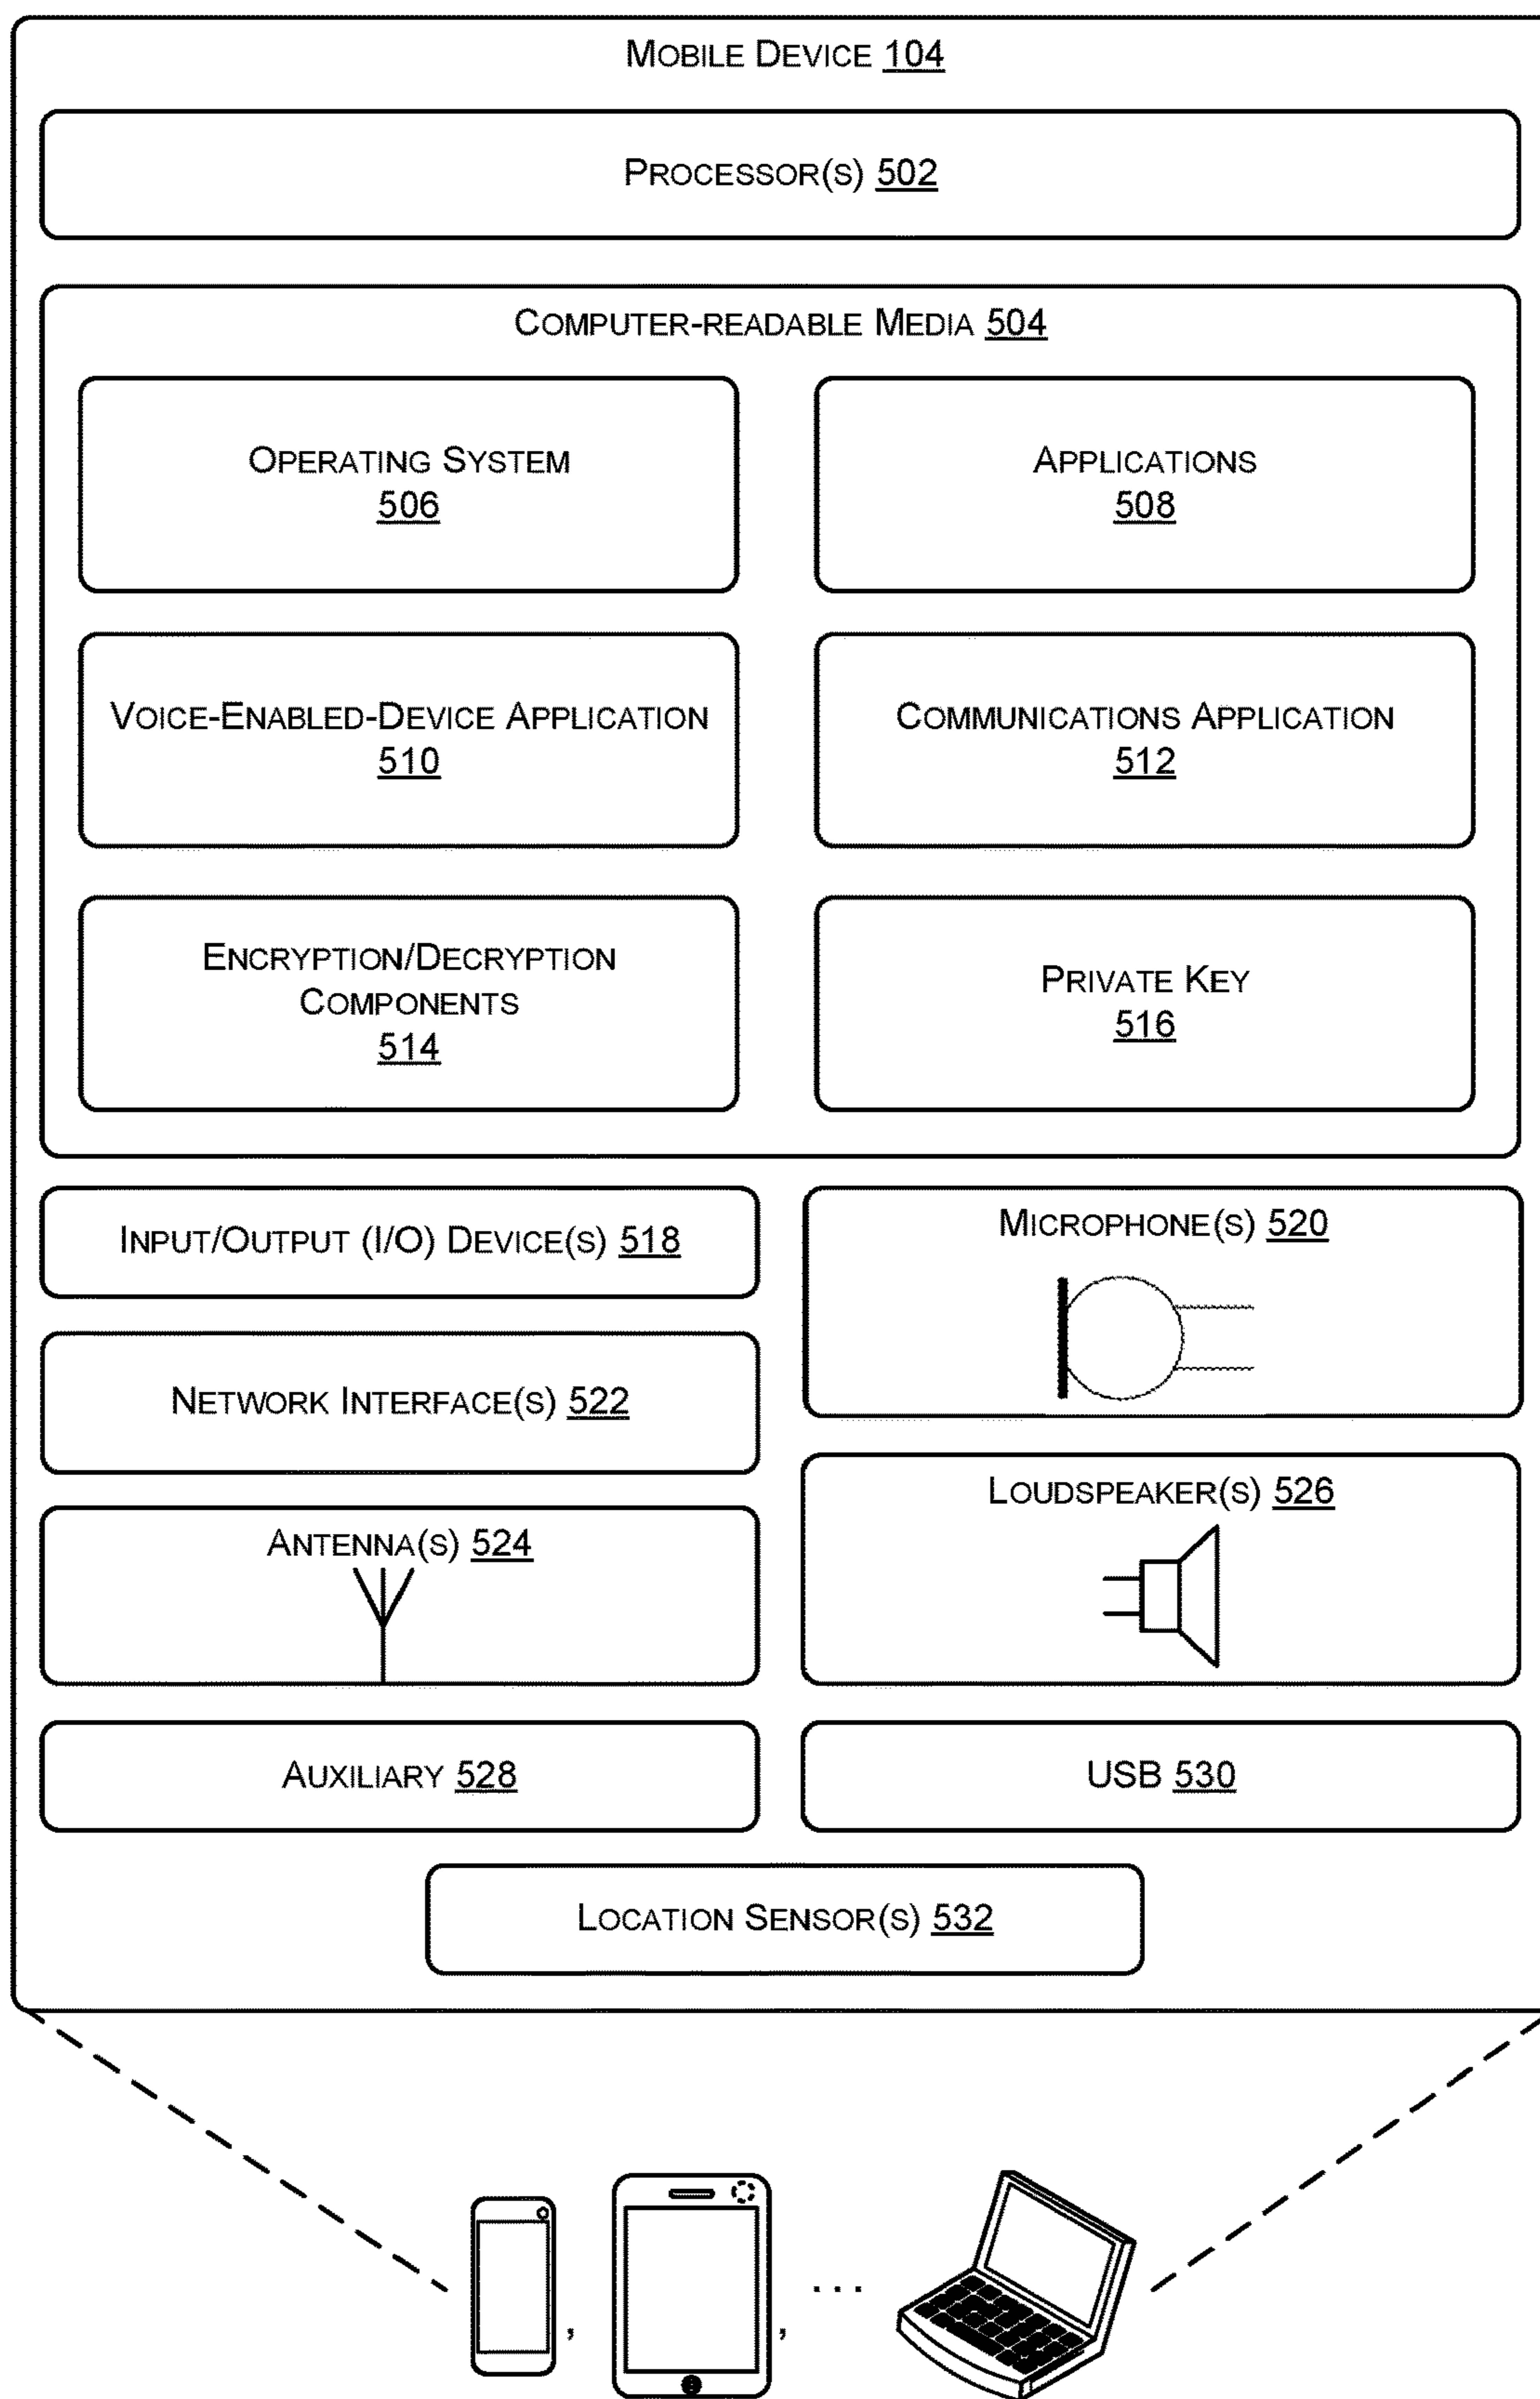 MOBILE DEVICE 104
PROCESSOR(S) 502
COMPUTER-READABLE MEDIA 504
OPERATING SYSTEM
506
APPLICATIONS
508
VOICE-ENABLED-DEVICE APPLICATION
510
COMMUNICATIONS APPLICATION
512
ENCRYPTION/DECRYPTION
COMPONENTS
514
PRIVATE KEY
516
INPUT/OUTPUT (I/O) DEVICE(S) 518
MICROPHONE(S) 520
NETWORK INTERFACE(S) 522
LOUDSPEAKER(S) 526
ANTENNA(S) 524
AUXILIARY 528
USB 530
LOCATION SENSOR(S) 532
, , ...